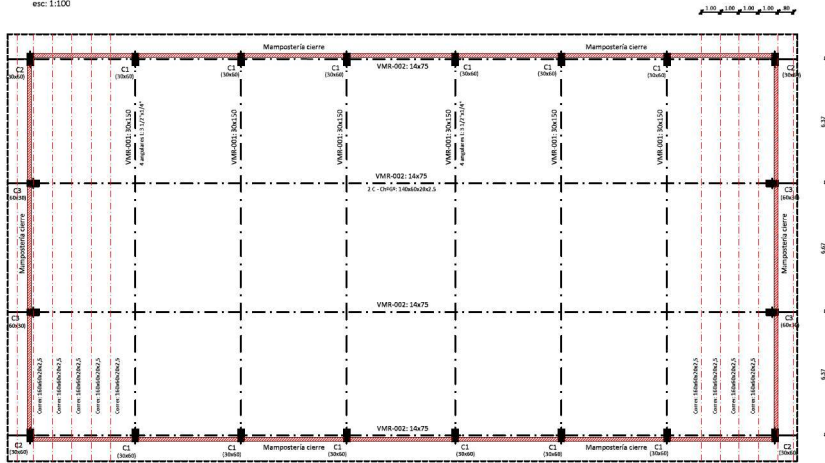 esc: 1:100
1.00 1.00 1.00 1.00 .80
Mampostería cierre
Mampostería cierre
C2
(30x60)
C1
(30x60)
C1
(30x60)
C1
(30x60)
VMR-002: 14x75
C1
(30x60)
C1
(30x60)
C1
(30x60)
C2
(30x60)
VMR-001: 30x150
4 angulares L:3 1/2"x1/4"
VMR-001: 30x150
VMR-001: 30x150
VMR-001: 30x150
4 angulares L:3 1/2"x1/4"
VMR-001: 30x150
VMR-001: 30x150
6.37
VMR-002: 14x75
C3
(60x30)
C3
(60x30)
Mampostería cierre
Mampostería cierre
6.67
VMR-002: 14x75
C3
(60x30)
C3
(60x30)
Correa: 160x60x20x2,5
Correa: 160x60x20x2,5
Correa: 160x60x20x2,5
Correa: 160x60x20x2,5
Correa: 160x60x20x2,5
Correa: 160x60x20x2,5
Correa: 160x60x20x2,5
Correa: 160x60x20x2,5
Correa: 160x60x20x2,5
6.37
VMR-002: 14x75
C2
(30x60)
C1
(30x60)
Mampostería cierre
C1
(30x60)
C1
(30x60)
C1
(30x60)
C1
(30x60)
Mampostería cierre
C1
(30x60)
C2
(30x60)